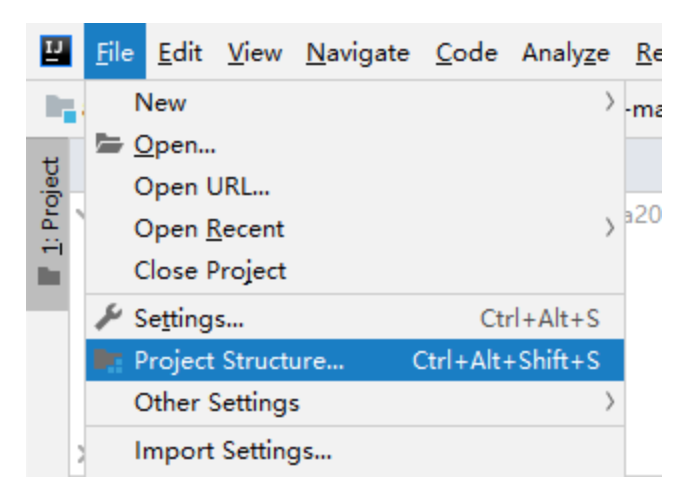 IJ File Edit View Navigate Code Analyze Re
New -ma
Open...
Open URL...
1: Project
Open Recent a20
Close Project
Settings... Ctrl+Alt+S
Project Structure... Ctrl+Alt+Shift+S
Other Settings
Import Settings...